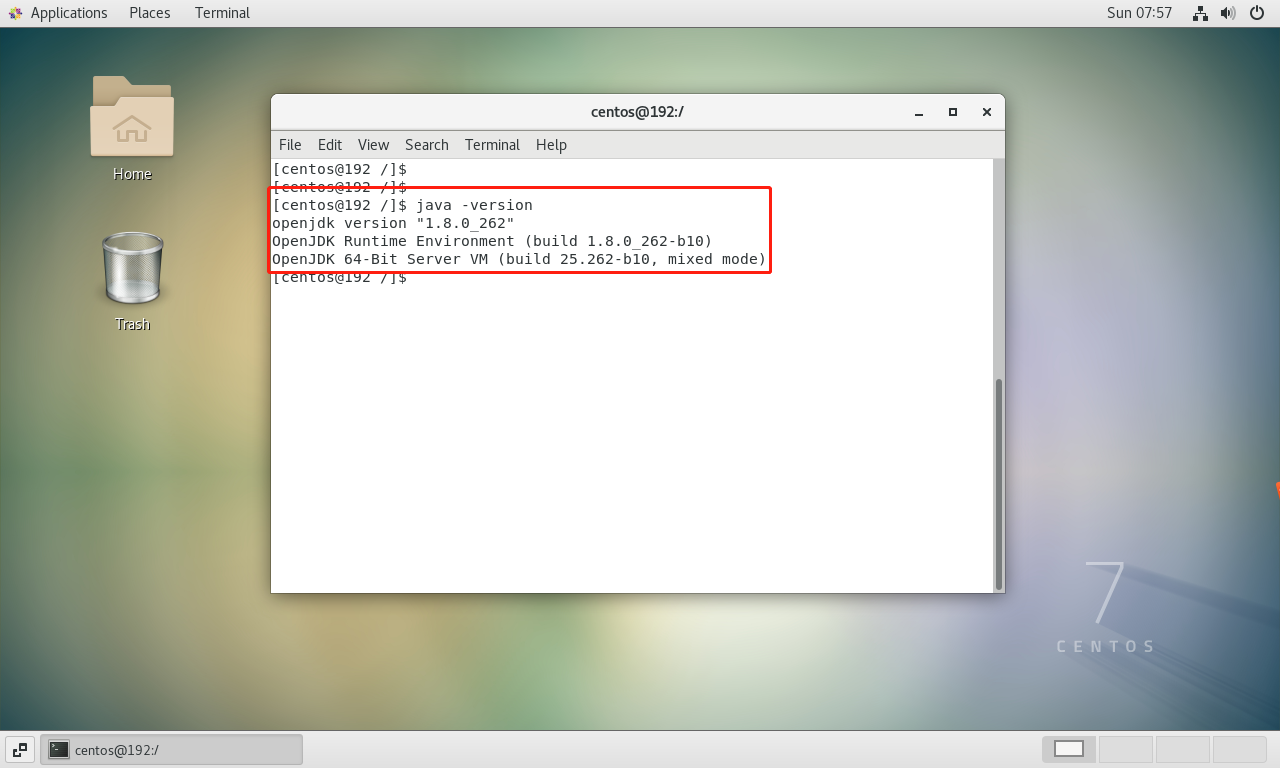 Applications Places Terminal Sun 07:57
Home
Trash
centos@192:/
File Edit View Search Terminal Help
[centos@192 /]$
[centos@192 /]$
[centos@192 /]$ java -version
openjdk version "1.8.0_262"
OpenJDK Runtime Environment (build 1.8.0_262-b10)
OpenJDK 64-Bit Server VM (build 25.262-b10, mixed mode)
[centos@192 /]$
7
CENTOS
centos@192:/